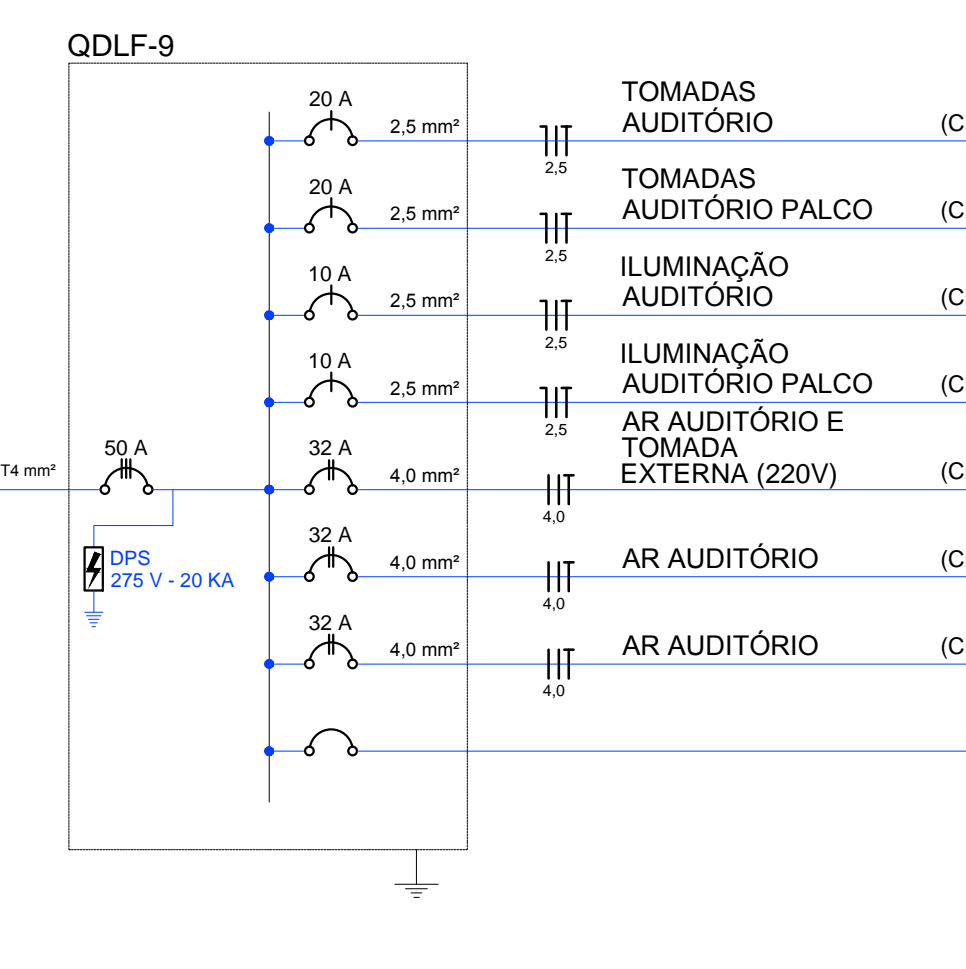 QDLF-9
20 A
2,5 mm²
2,5
TOMADAS
AUDITÓRIO
(C
20 A
2,5 mm²
2,5
TOMADAS
AUDITÓRIO PALCO
(C
10 A
2,5 mm²
2,5
ILUMINAÇÃO
AUDITÓRIO
(C
10 A
2,5 mm²
2,5
ILUMINAÇÃO
AUDITÓRIO PALCO
(C
T4 mm²
50 A
DPS
275 V - 20 KA
32 A
4,0 mm²
4,0
AR AUDITÓRIO E
TOMADA
EXTERNA (220V)
(C
32 A
4,0 mm²
4,0
AR AUDITÓRIO
(C
32 A
4,0 mm²
4,0
AR AUDITÓRIO
(C